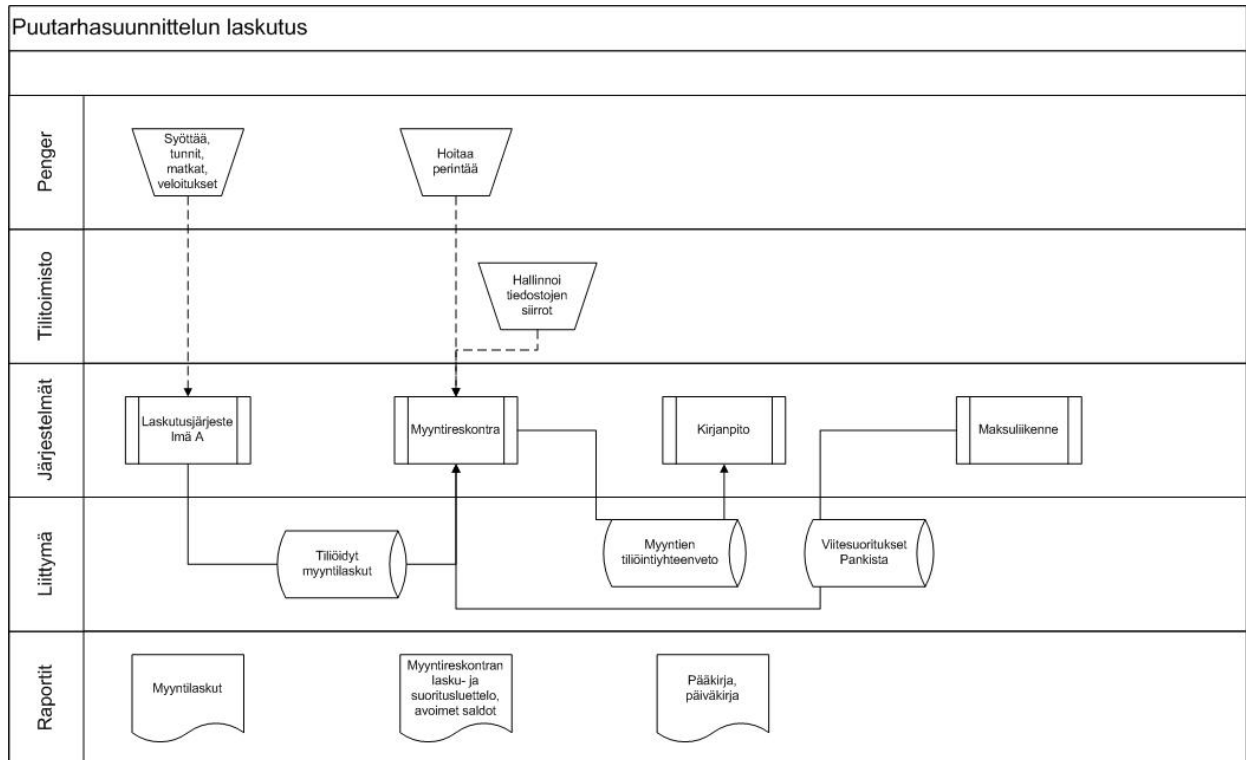 Puutarhasuunnittelun laskutus
Penger
Syöttää,
tunnit,
matkat,
veloitukset
Hoitaa
perintää
Tilitoimisto
Hallinnoi
tiedostojen
siirrot
Järjestelmät
Laskutusjärjeste
lmä A
Myyntireskontra
Kirjanpito
Maksuliikenne
Liittymä
Tiliöidyt
myyntilaskut
Myyntien
tiliöintiyhteenveto
Viitesuoritukset
Pankista
Raportit
Myyntilaskut
Myyntireskontran
lasku- ja
suoritusluettelo,
avoimet saldot
Pääkirja,
päiväkirja